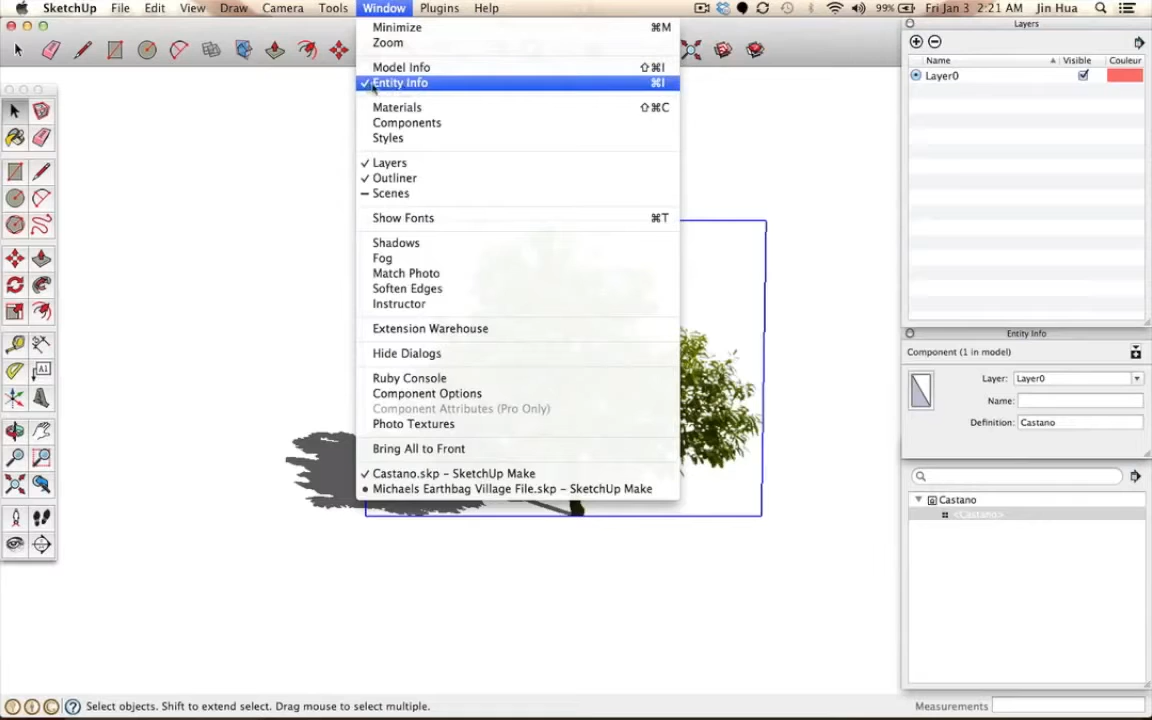 SketchUp File Edit View Draw Camera Tools Window Plugins Help 99% Fri Jan 3 2:21 AM Jin Hua
Minimize ⌘M
Zoom
Model Info ⇧⌘I
✓ Entity Info ⌘I
Materials ⇧⌘C
Components
Styles
✓ Layers
✓ Outliner
– Scenes
Show Fonts ⌘T
Shadows
Fog
Match Photo
Soften Edges
Instructor
Extension Warehouse
Hide Dialogs
Ruby Console
Component Options
Component Attributes (Pro Only)
Photo Textures
Bring All to Front
✓ Castano.skp – SketchUp Make
• Michaels Earthbag Village File.skp – SketchUp Make
A1
Layers
Name Visible Couleur
Layer0
Entity Info
Component (1 in model)
Layer: Layer0
Name:
Definition: Castano
Castano
<Castano>
Select objects. Shift to extend select. Drag mouse to select multiple.
Measurements